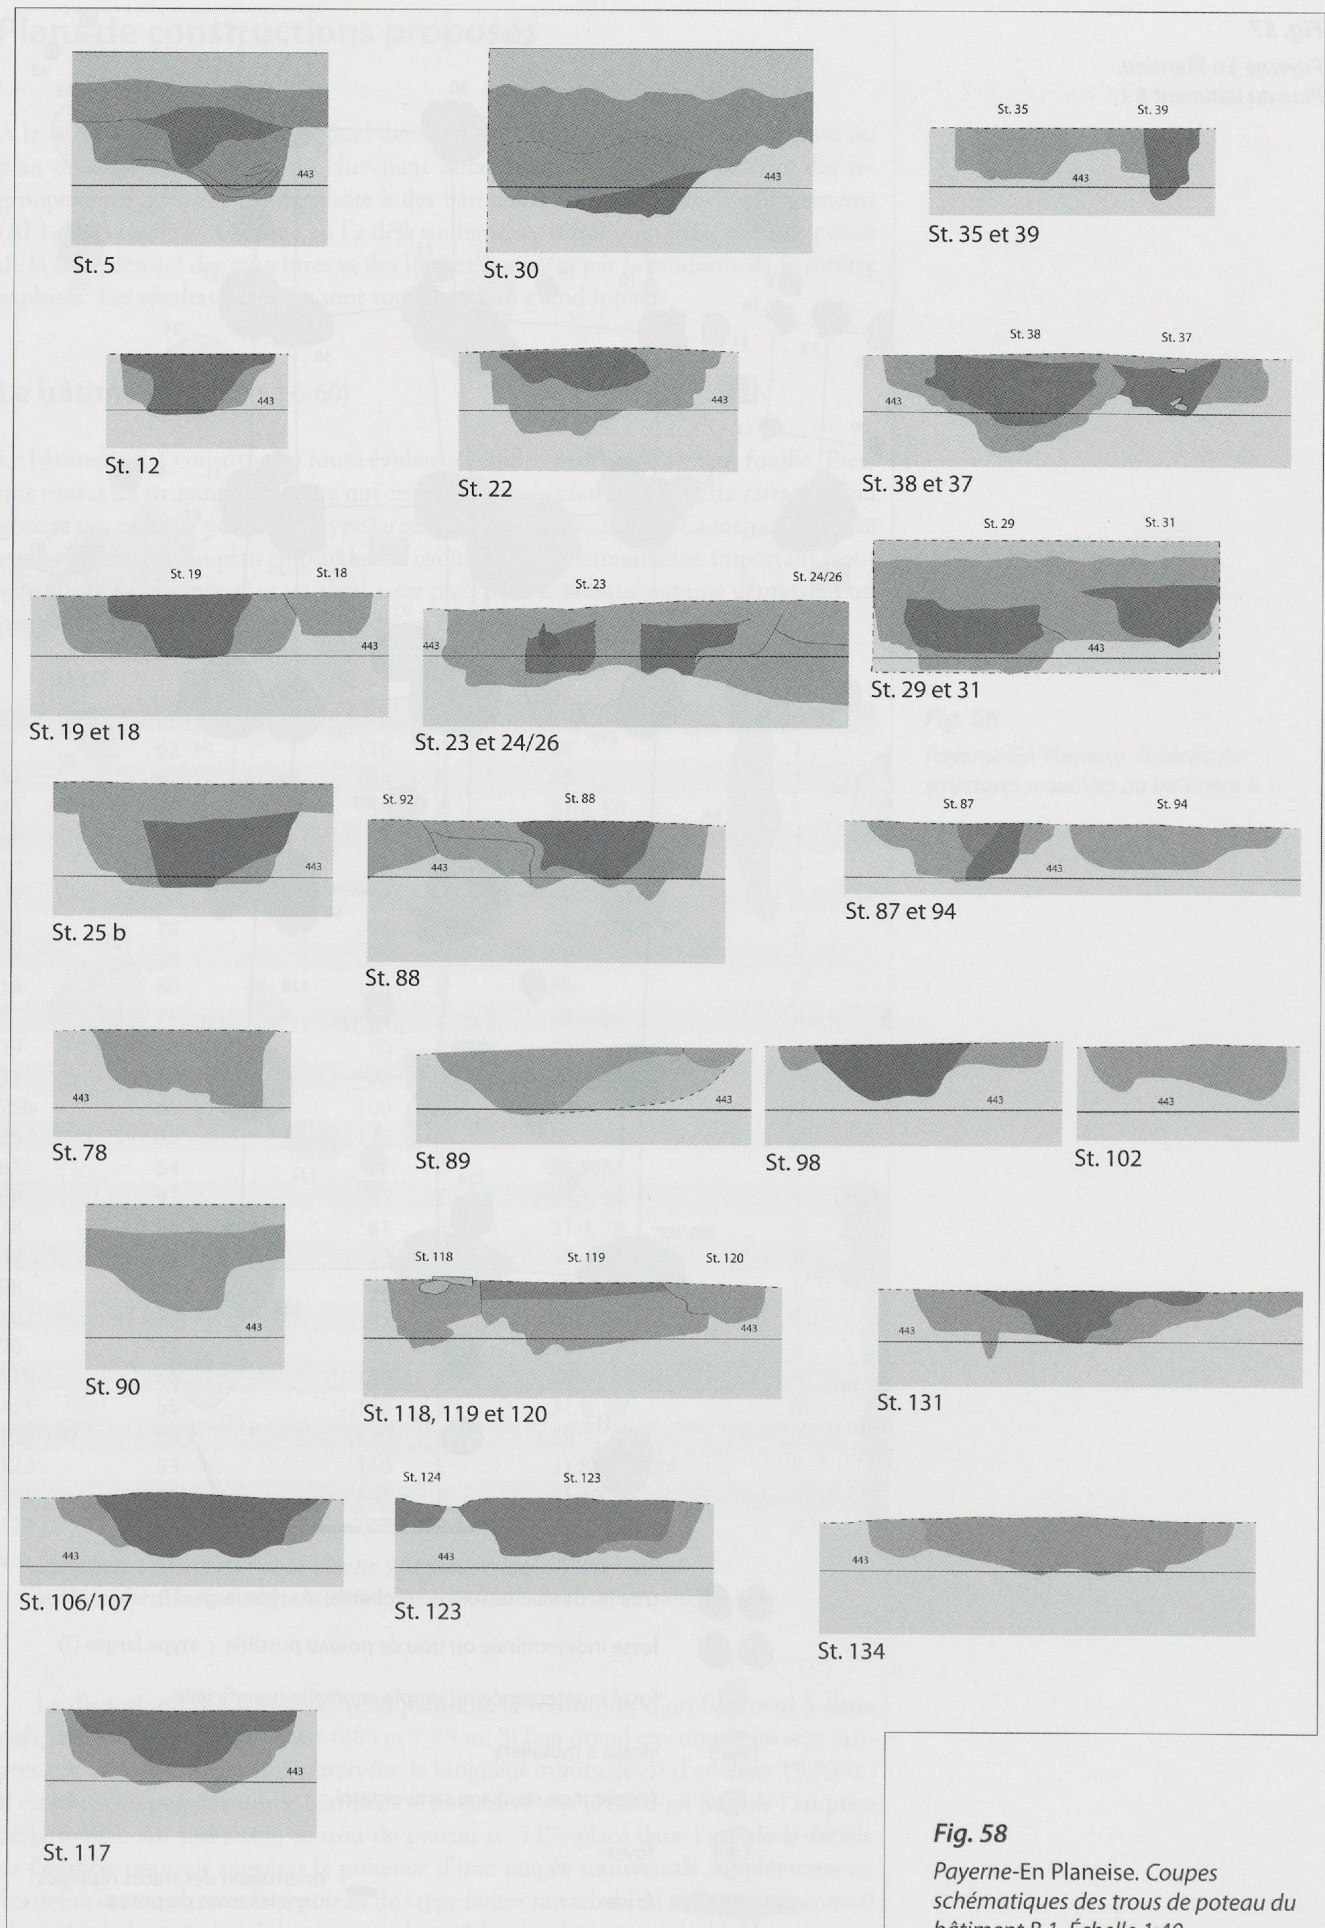 443
St. 5
443
St. 30
St. 35 St. 39
443
St. 35 et 39
443
St. 12
443
St. 22
St. 38 St. 37
443
St. 38 et 37
St. 19 St. 18
443
St. 19 et 18
St. 23 St. 24/26
443
St. 23 et 24/26
St. 29 St. 31
443
St. 29 et 31
443
St. 25 b
St. 92 St. 88
443
St. 88
St. 87 St. 94
443
St. 87 et 94
443
St. 78
443
St. 89
443
St. 98
443
St. 102
443
St. 90
St. 118 St. 119 St. 120
443
St. 118, 119 et 120
443
St. 131
443
St. 106/107
St. 124 St. 123
443
St. 123
443
St. 134
443
St. 117
Fig. 58
Payerne-En Planeise. Coupes
schématiques des trous de poteau du
bâtiment B 1. Échelle 1:40